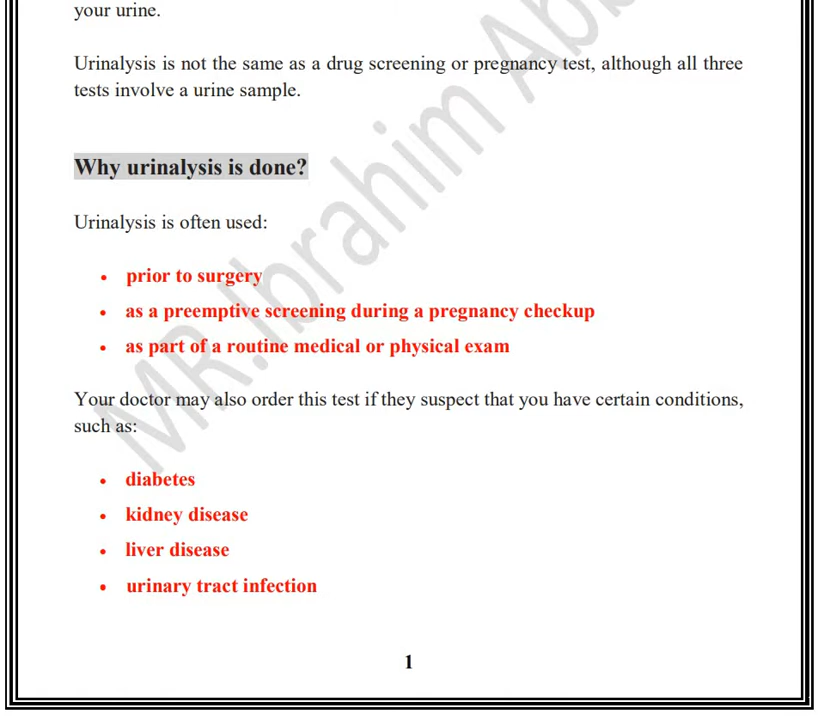 your urine.
Urinalysis is not the same as a drug screening or pregnancy test, although all three
tests involve a urine sample.
Why urinalysis is done?
Urinalysis is often used:
• prior to surgery
• as a preemptive screening during a pregnancy checkup
• as part of a routine medical or physical exam
Your doctor may also order this test if they suspect that you have certain conditions,
such as:
• diabetes
• kidney disease
• liver disease
• urinary tract infection
1
MR.Ibrahim